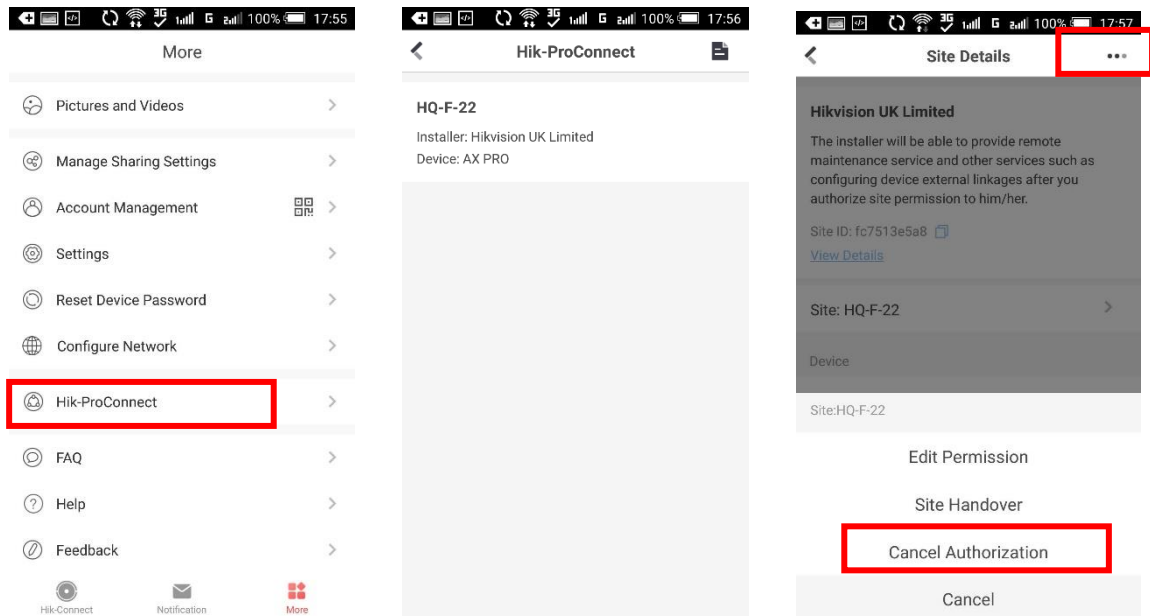 3G G 100% 17:55
More
Pictures and Videos
Manage Sharing Settings
Account Management
Settings
Reset Device Password
Configure Network
Hik-ProConnect
FAQ
Help
Feedback
Hik-Connect Notification More
3G G 100% 17:56
Hik-ProConnect
HQ-F-22
Installer: Hikvision UK Limited
Device: AX PRO
3G G 100% 17:57
Site Details
Hikvision UK Limited
The installer will be able to provide remote
maintenance service and other services such as
configuring device external linkages after you
authorize site permission to him/her.
Site ID: fc7513e5a8
View Details
Site: HQ-F-22
Device
Site:HQ-F-22
Edit Permission
Site Handover
Cancel Authorization
Cancel